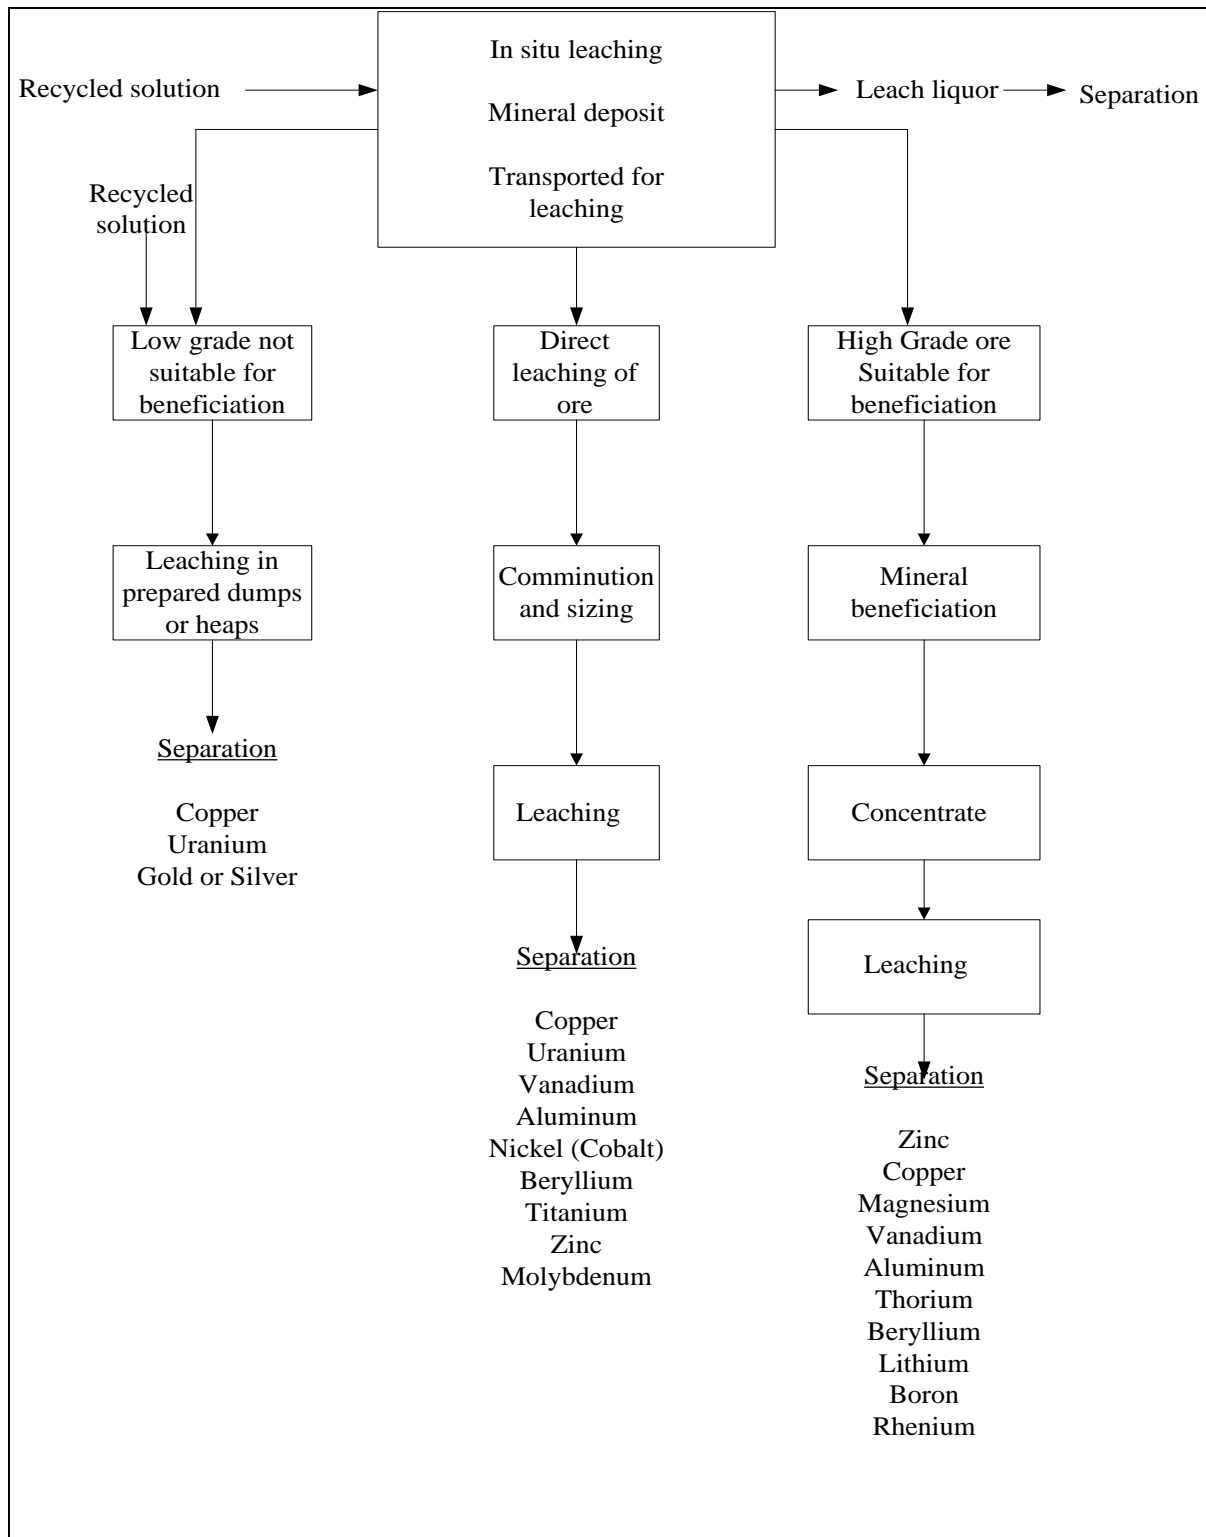 In situ leaching
Recycled solution
Leach liquor
Separation
Mineral deposit
Transported for
leaching
Recycled
solution
Low grade not
suitable for
beneficiation
Direct
leaching of
ore
High Grade ore
Suitable for
beneficiation
Leaching in
prepared dumps
or heaps
Comminution
and sizing
Mineral
beneficiation
Separation
Copper
Uranium
Gold or Silver
Leaching
Concentrate
Separation
Copper
Uranium
Vanadium
Aluminum
Nickel (Cobalt)
Beryllium
Titanium
Zinc
Molybdenum
Leaching
Separation
Zinc
Copper
Magnesium
Vanadium
Aluminum
Thorium
Beryllium
Lithium
Boron
Rhenium